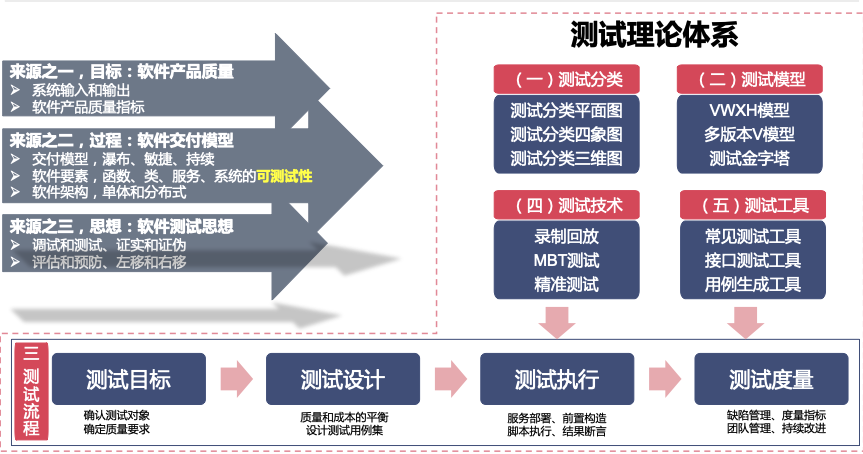 测试理论体系
来源之一，目标：软件产品质量
系统输入和输出
软件产品质量指标
来源之二，过程：软件交付模型
交付模型，瀑布、敏捷、持续
软件要素，函数、类、服务、系统的可测试性
软件架构，单体和分布式
来源之三，思想：软件测试思想
调试和测试、证实和证伪
评估和预防、左移和右移
（一）测试分类
测试分类平面图
测试分类四象图
测试分类三维图
（二）测试模型
VWXH模型
多版本V模型
测试金字塔
（四）测试技术
录制回放
MBT测试
精准测试
（五）测试工具
常见测试工具
接口测试工具
用例生成工具
三 测试流程
测试目标
确认测试对象
确定质量要求
测试设计
质量和成本的平衡
设计测试用例集
测试执行
服务部署、前置构造
脚本执行、结果断言
测试度量
缺陷管理、度量指标
团队管理、持续改进